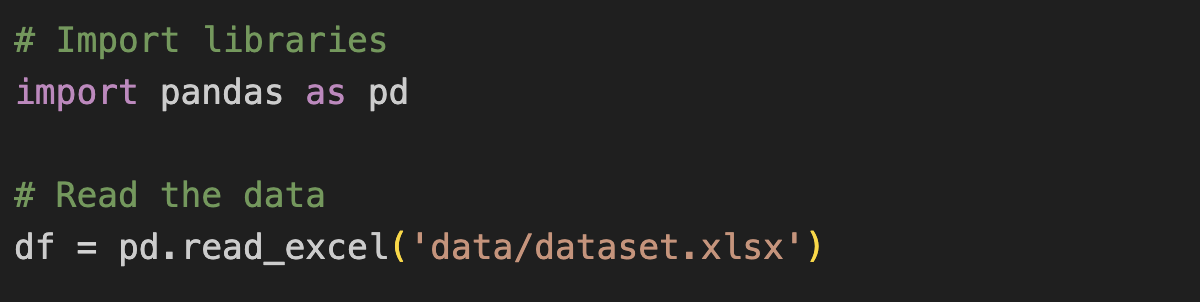 # Import libraries
import pandas as pd
# Read the data
df = pd.read_excel('data/dataset.xlsx')